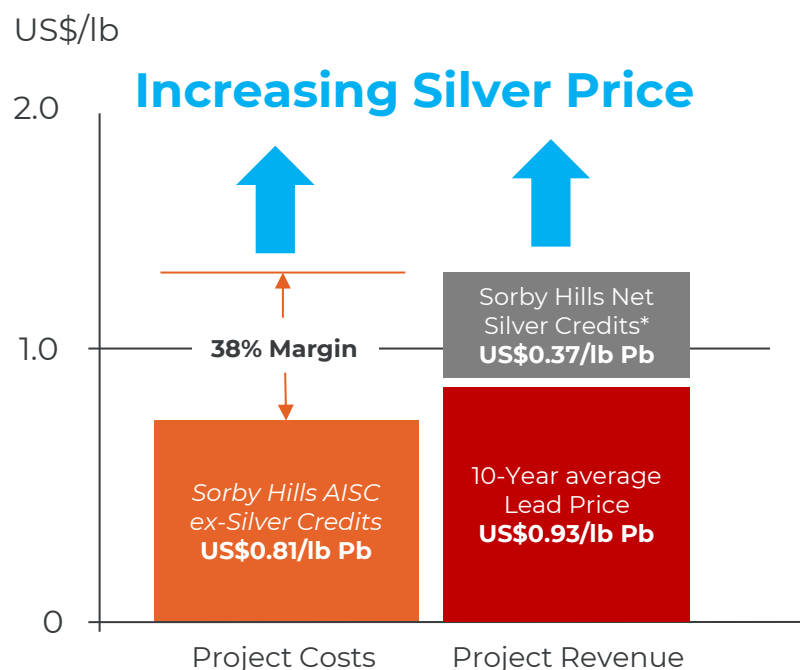 US$/lb
Increasing Silver Price
2.0
Sorby Hills Net
Silver Credits*
US$0.37/lb Pb
1.0
38% Margin
Sorby Hills AISC
ex-Silver Credits
US$0.81/lb Pb
10-Year average
Lead Price
US$0.93/lb Pb
0
Project Costs
Project Revenue